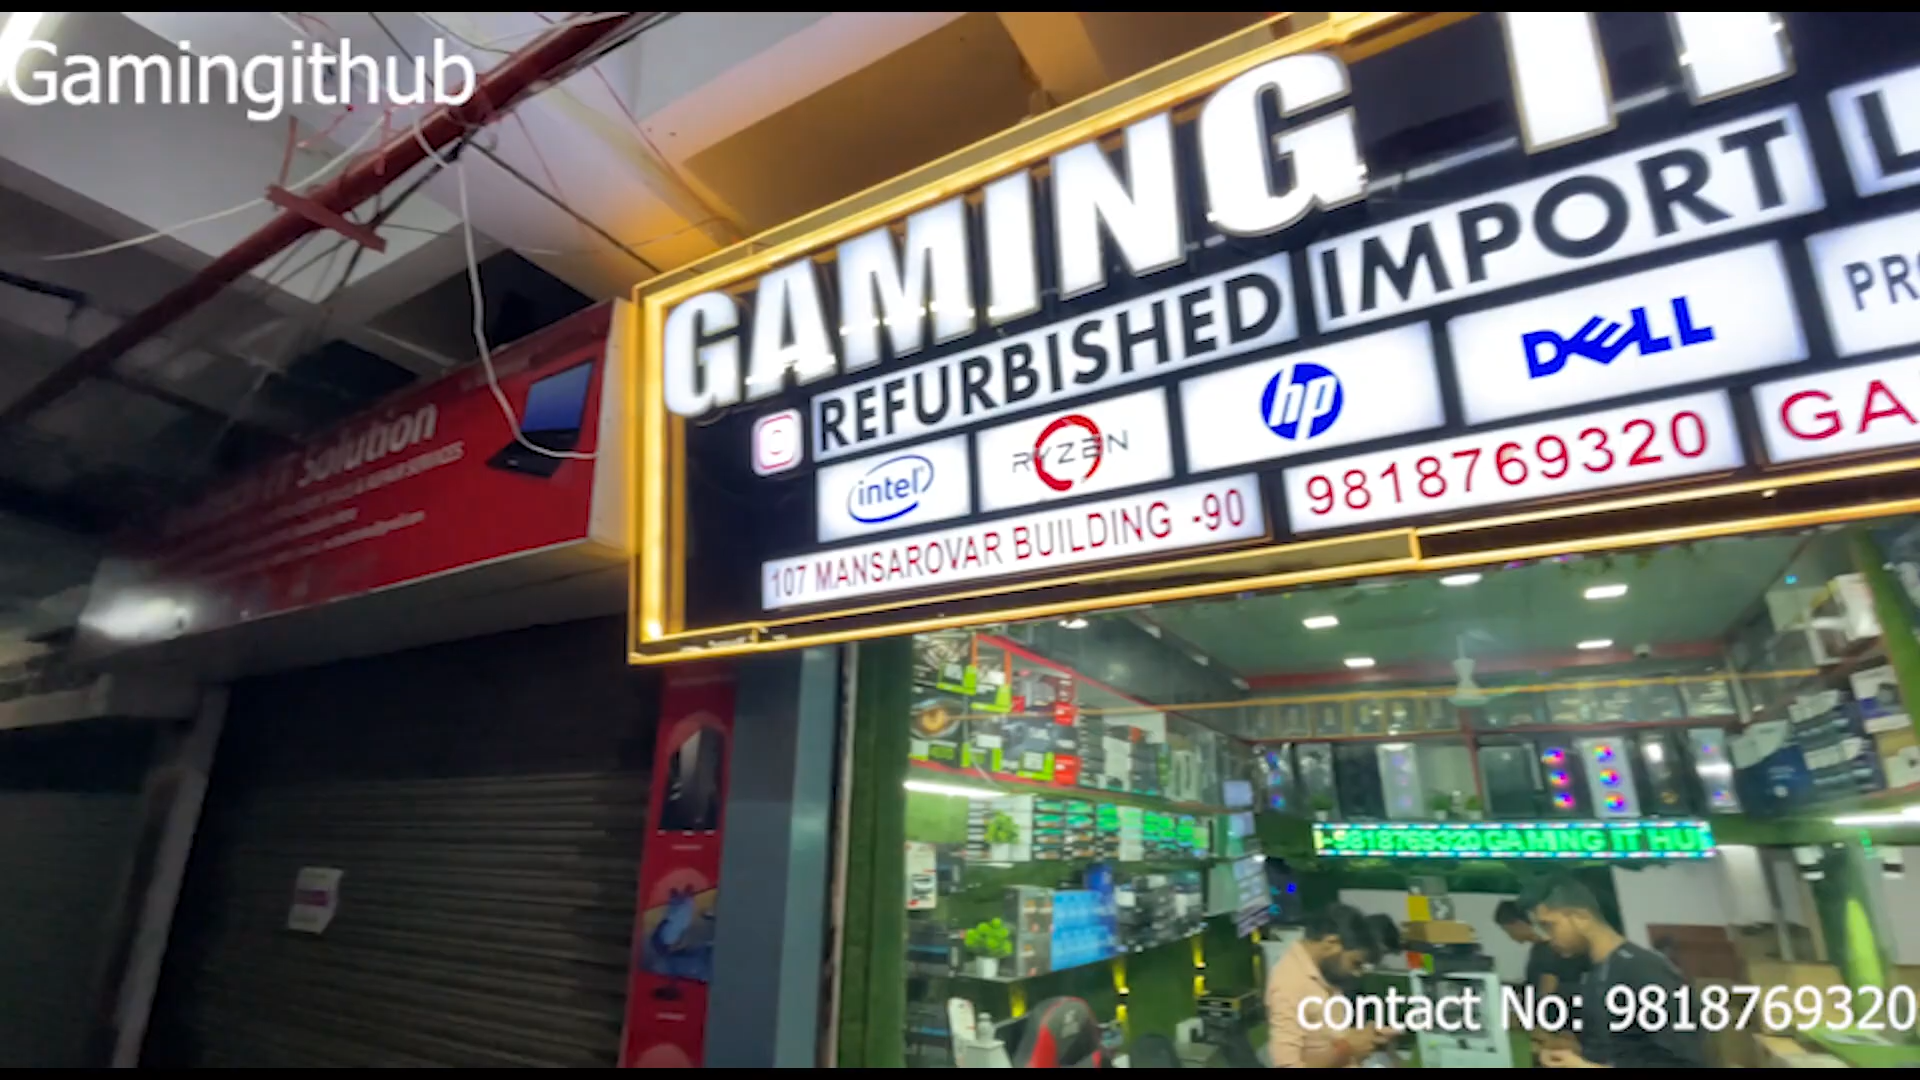 Gamingithub
GAMING IT
REFURBISHED IMPORT L
intel RYZEN hp DELL PRO
107 MANSAROVAR BUILDING -90 9818769320 GA
IT Solution
-9818769320 GAMING IT HU
contact No: 9818769320